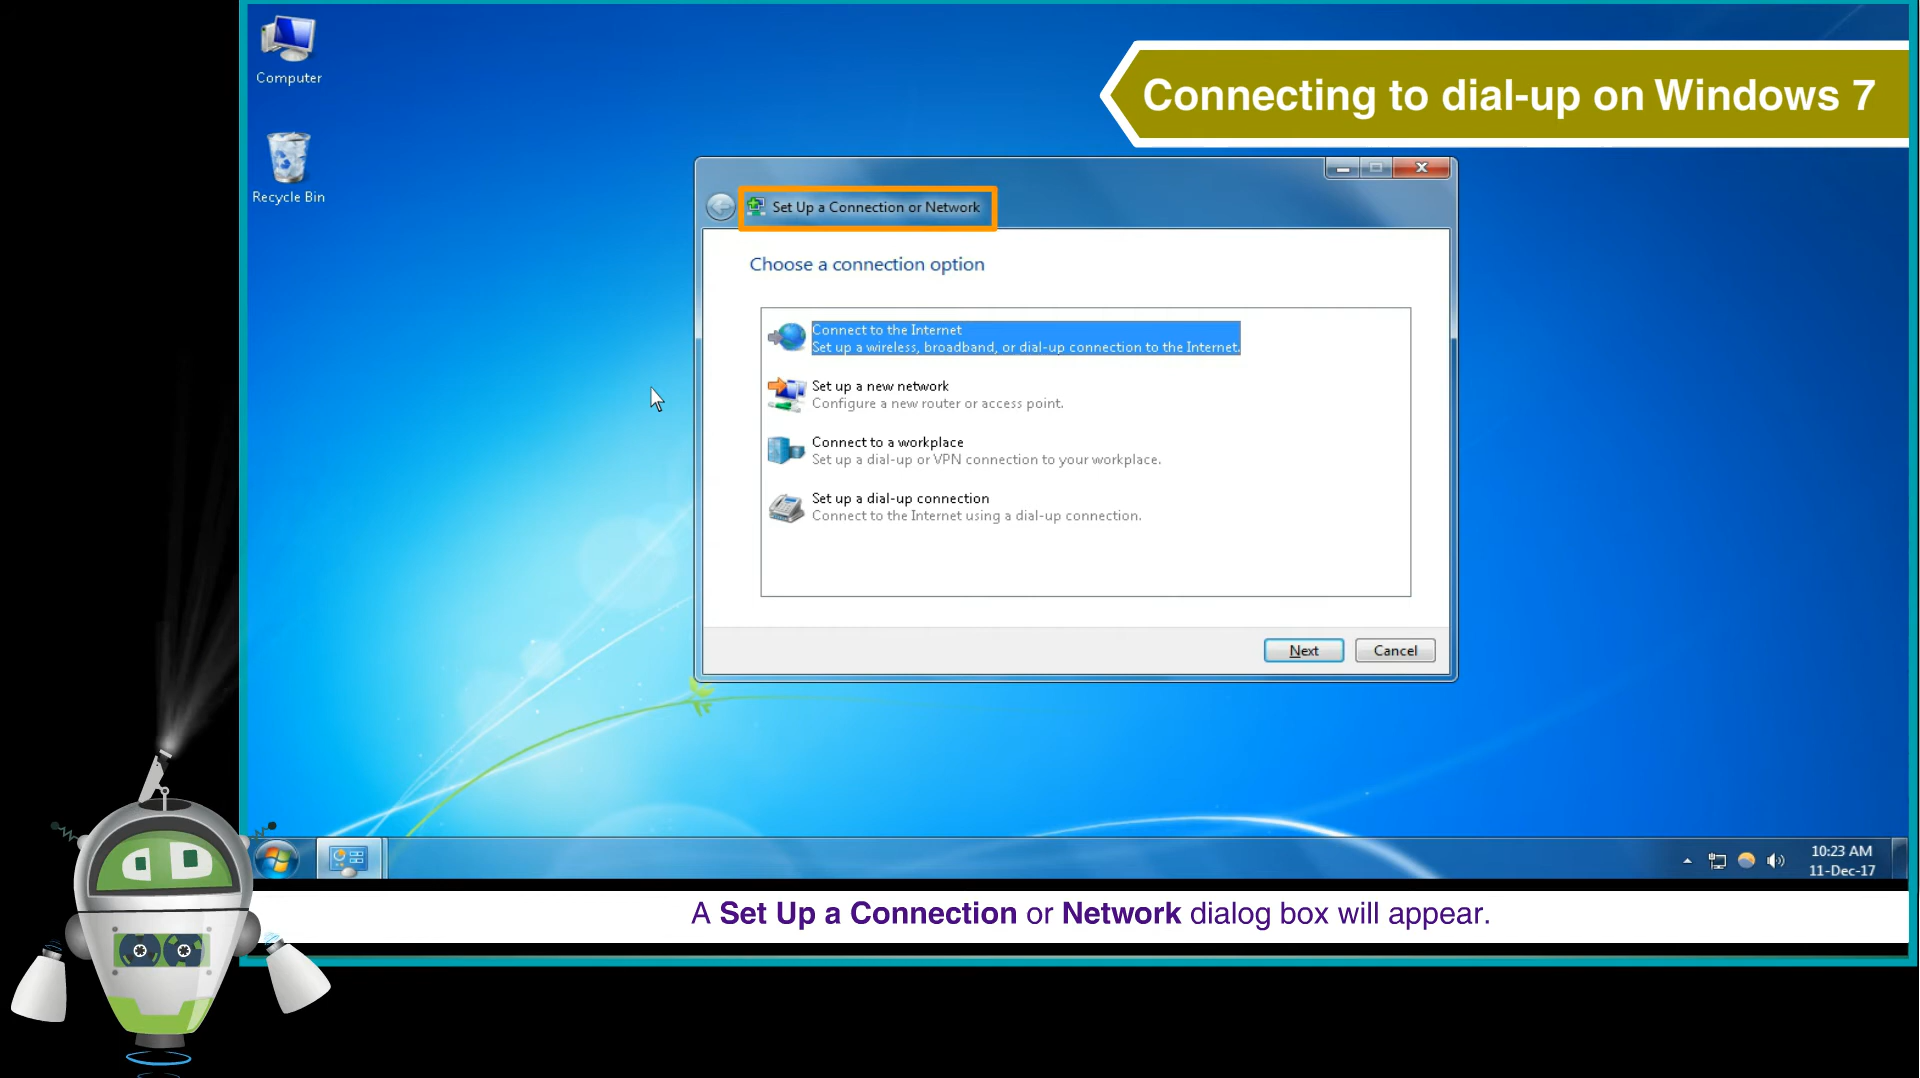 Computer
Recycle Bin
Connecting to dial-up on Windows 7
Set Up a Connection or Network
Choose a connection option
Connect to the Internet
Set up a wireless, broadband, or dial-up connection to the Internet.
Set up a new network
Configure a new router or access point.
Connect to a workplace
Set up a dial-up or VPN connection to your workplace.
Set up a dial-up connection
Connect to the Internet using a dial-up connection.
Next
Cancel
10:23 AM
11-Dec-17
A Set Up a Connection or Network dialog box will appear.